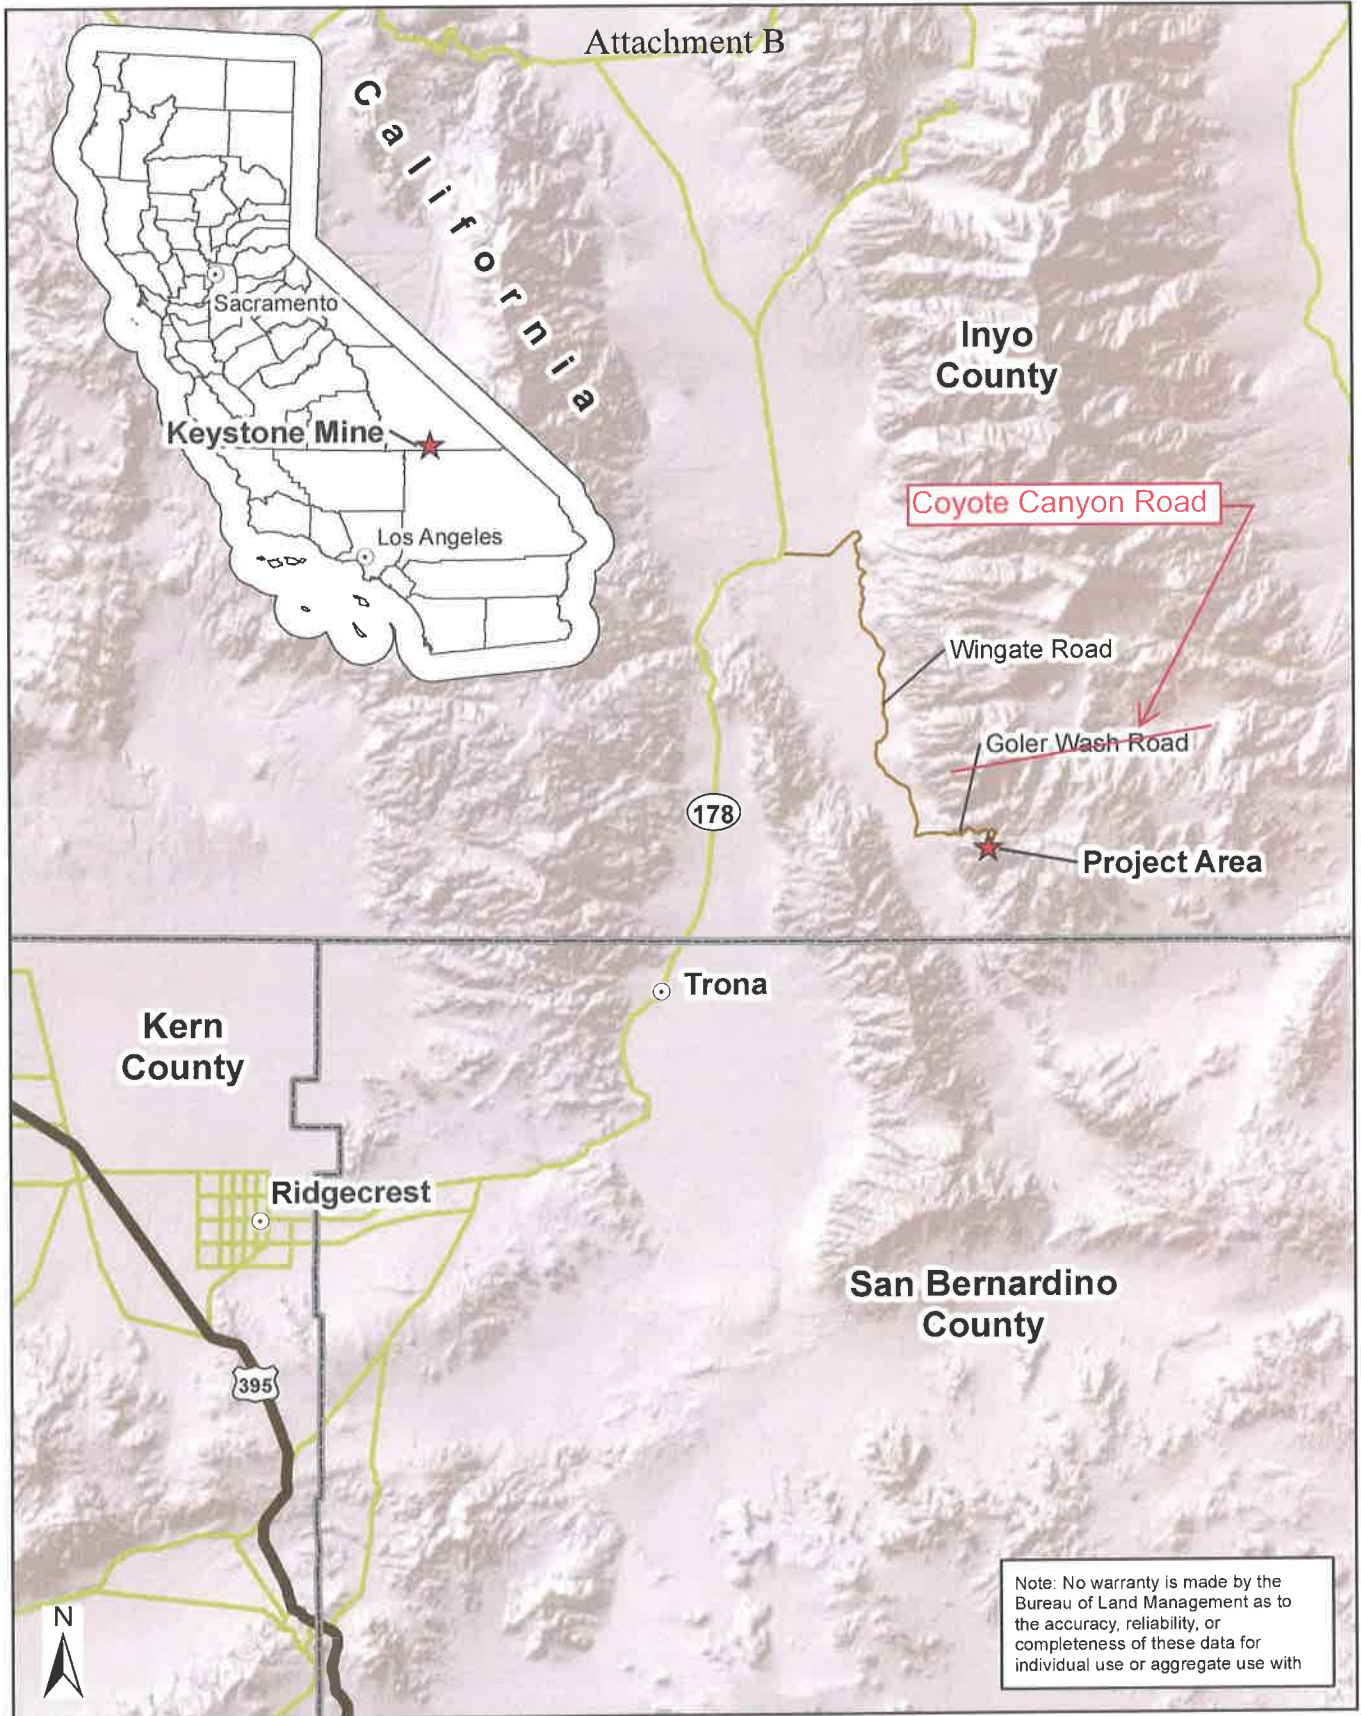 Attachment B
California
Sacramento
Keystone Mine
Los Angeles
Inyo
County
Coyote Canyon Road
Wingate Road
Goler Wash Road
178
Project Area
Trona
Kern
County
Ridgecrest
San Bernardino
County
395
N
Note: No warranty is made by the
Bureau of Land Management as to
the accuracy, reliability, or
completeness of these data for
individual use or aggregate use with